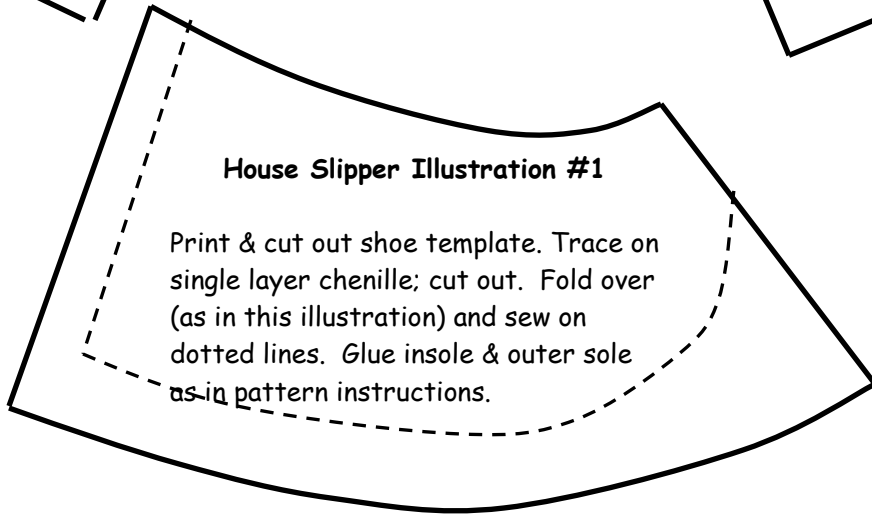 House Slipper Illustration #1
Print & cut out shoe template. Trace on
single layer chenille; cut out.  Fold over
(as in this illustration) and sew on
dotted lines.  Glue insole & outer sole
as in pattern instructions.